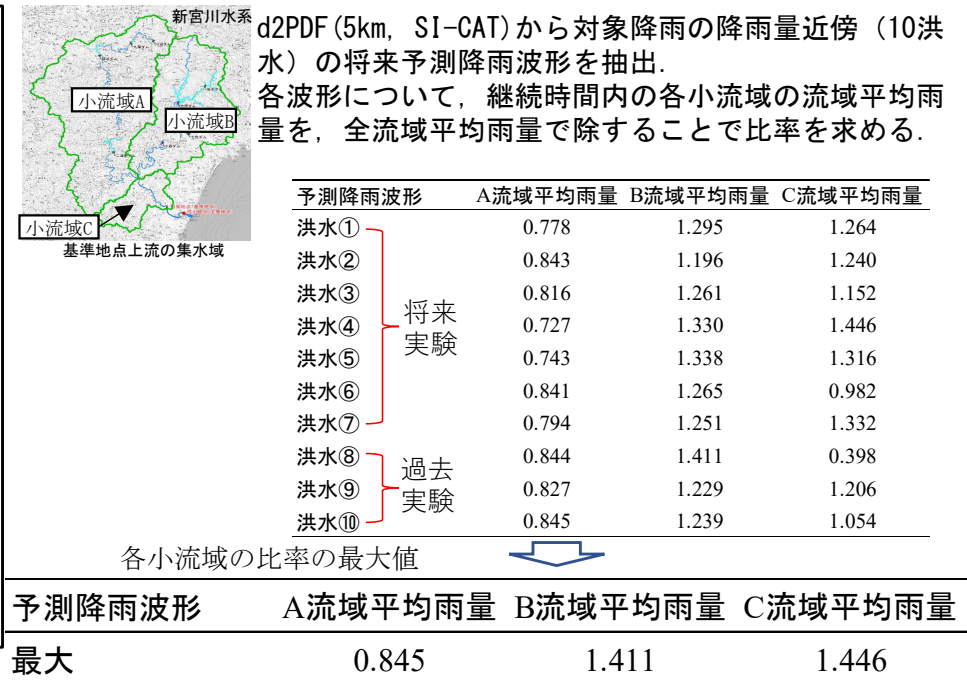 新宮川水系
小流域A
小流域B
小流域C
基準地点上流の集水域
d2PDF(5km, SI-CAT)から対象降雨の降雨量近傍（10洪
水）の将来予測降雨波形を抽出.
各波形について，継続時間内の各小流域の流域平均雨
量を，全流域平均雨量で除することで比率を求める.
予測降雨波形 A流域平均雨量 B流域平均雨量 C流域平均雨量
洪水① 0.778 1.295 1.264
洪水② 0.843 1.196 1.240
洪水③ 0.816 1.261 1.152
洪水④ 0.727 1.330 1.446
洪水⑤ 0.743 1.338 1.316
洪水⑥ 0.841 1.265 0.982
洪水⑦ 0.794 1.251 1.332
洪水⑧ 0.844 1.411 0.398
洪水⑨ 0.827 1.229 1.206
洪水⑩ 0.845 1.239 1.054
将来
実験
過去
実験
各小流域の比率の最大値
予測降雨波形 A流域平均雨量 B流域平均雨量 C流域平均雨量
最大 0.845 1.411 1.446